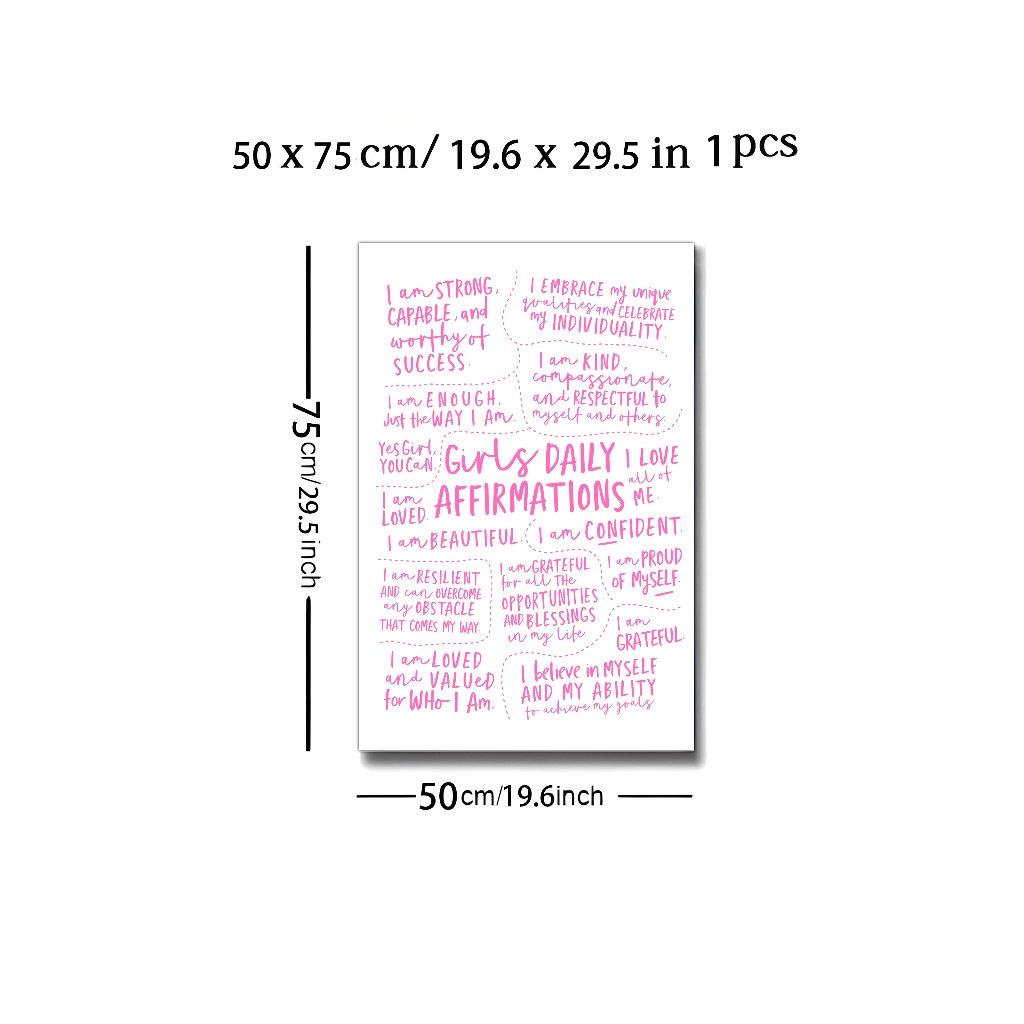 50 x 75 cm/ 19.6 x 29.5 in 1 pcs
75cm/29.5 inch
I am STRONG,
CAPABLE, and
worthy of
SUCCESS.
I EMBRACE my unique
qualities and CELEBRATE
my INDIVIDUALITY.
I am KIND,
compassionate,
and RESPECTFUL to
myself and others.
I am ENOUGH,
Just the WAY I Am.
Yes Girl,
YOU Can.
Girls DAILY
AFFIRMATIONS
I LOVE
all of
ME.
I am
LOVED.
I am BEAUTIFUL.
I am CONFIDENT.
I am RESILIENT
AND can OVERCOME
any OBSTACLE
THAT COMES MY WAY.
I am GRATEFUL
for all THE
OPPORTUNITIES
AND BLESSINGS
in my life.
I am PROUD
OF MySELF.
I am
GRATEFUL.
I am LOVED
and VALUeD
for WHo I Am.
I believe in MYSELF
AND MY ABILITY
to achieve my goals
50cm/19.6inch